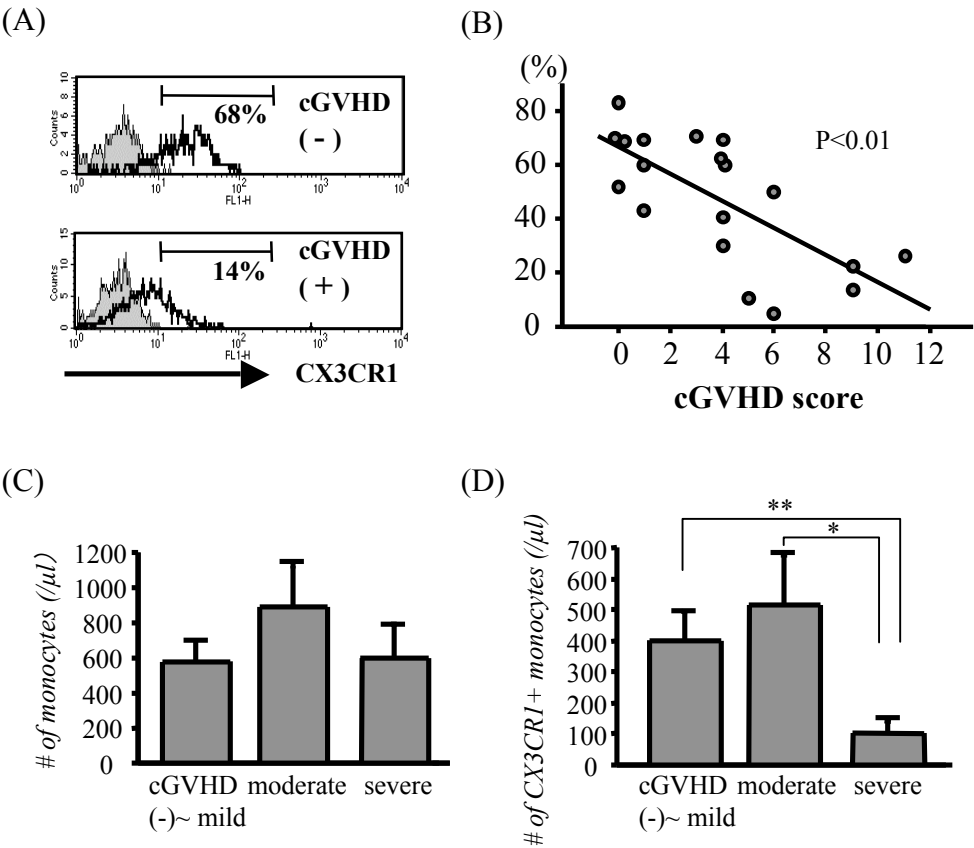 (A)
10
8
6
4
2
0
Counts
68%
cGVHD
(-)
10^0 10^1 10^2 10^3 10^4
FL1-H
15
10
5
0
Counts
14%
cGVHD
(+)
10^0 10^1 10^2 10^3 10^4
FL1-H
CX3CR1
(B)
(%)
80
60
40
20
0
P<0.01
0 2 4 6 8 10 12
cGVHD score
(C)
# of monocytes (/μl)
1200
1000
800
600
400
200
0
cGVHD moderate severe
(-)~ mild
(D)
# of CX3CR1+ monocytes (/μl)
**
*
700
600
500
400
300
200
100
0
cGVHD moderate severe
(-)~ mild